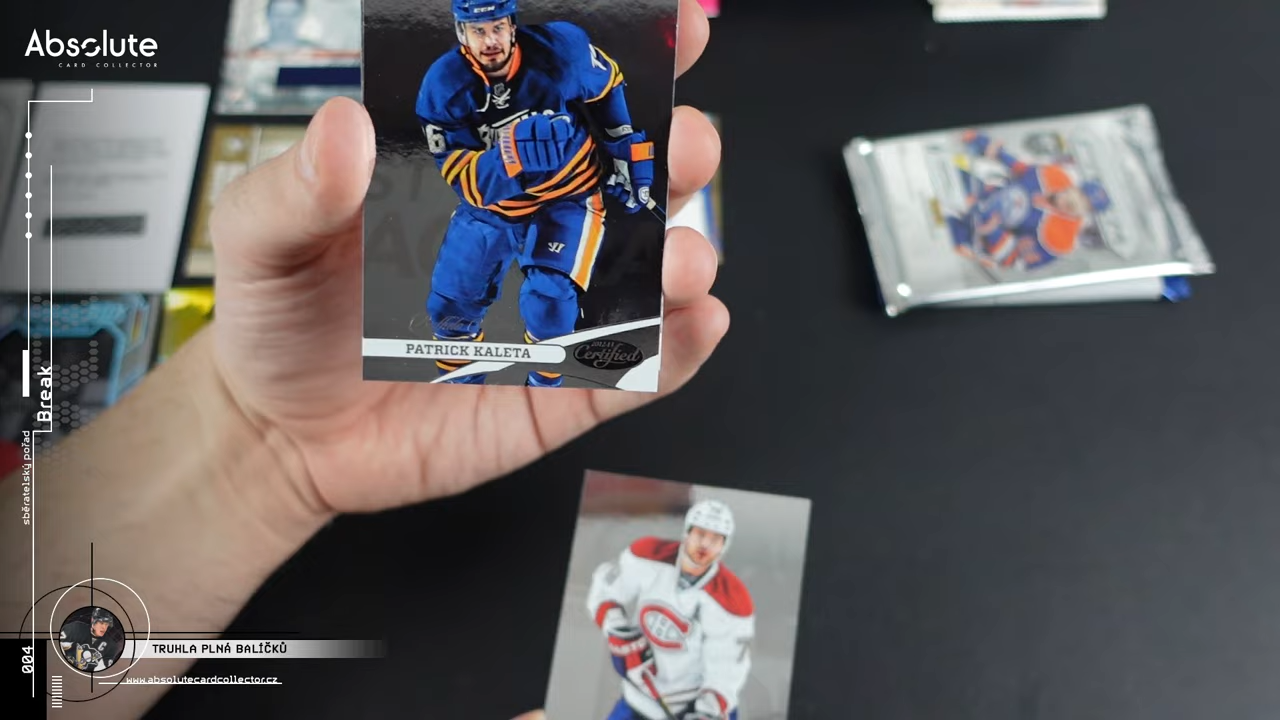 Absolute
CARD COLLECTOR
PATRICK KALETA
Certified
Break
sběratelský pořad
004
TRUHLA PLNÁ BALÍČKŮ
www.absolutecardcollector.cz